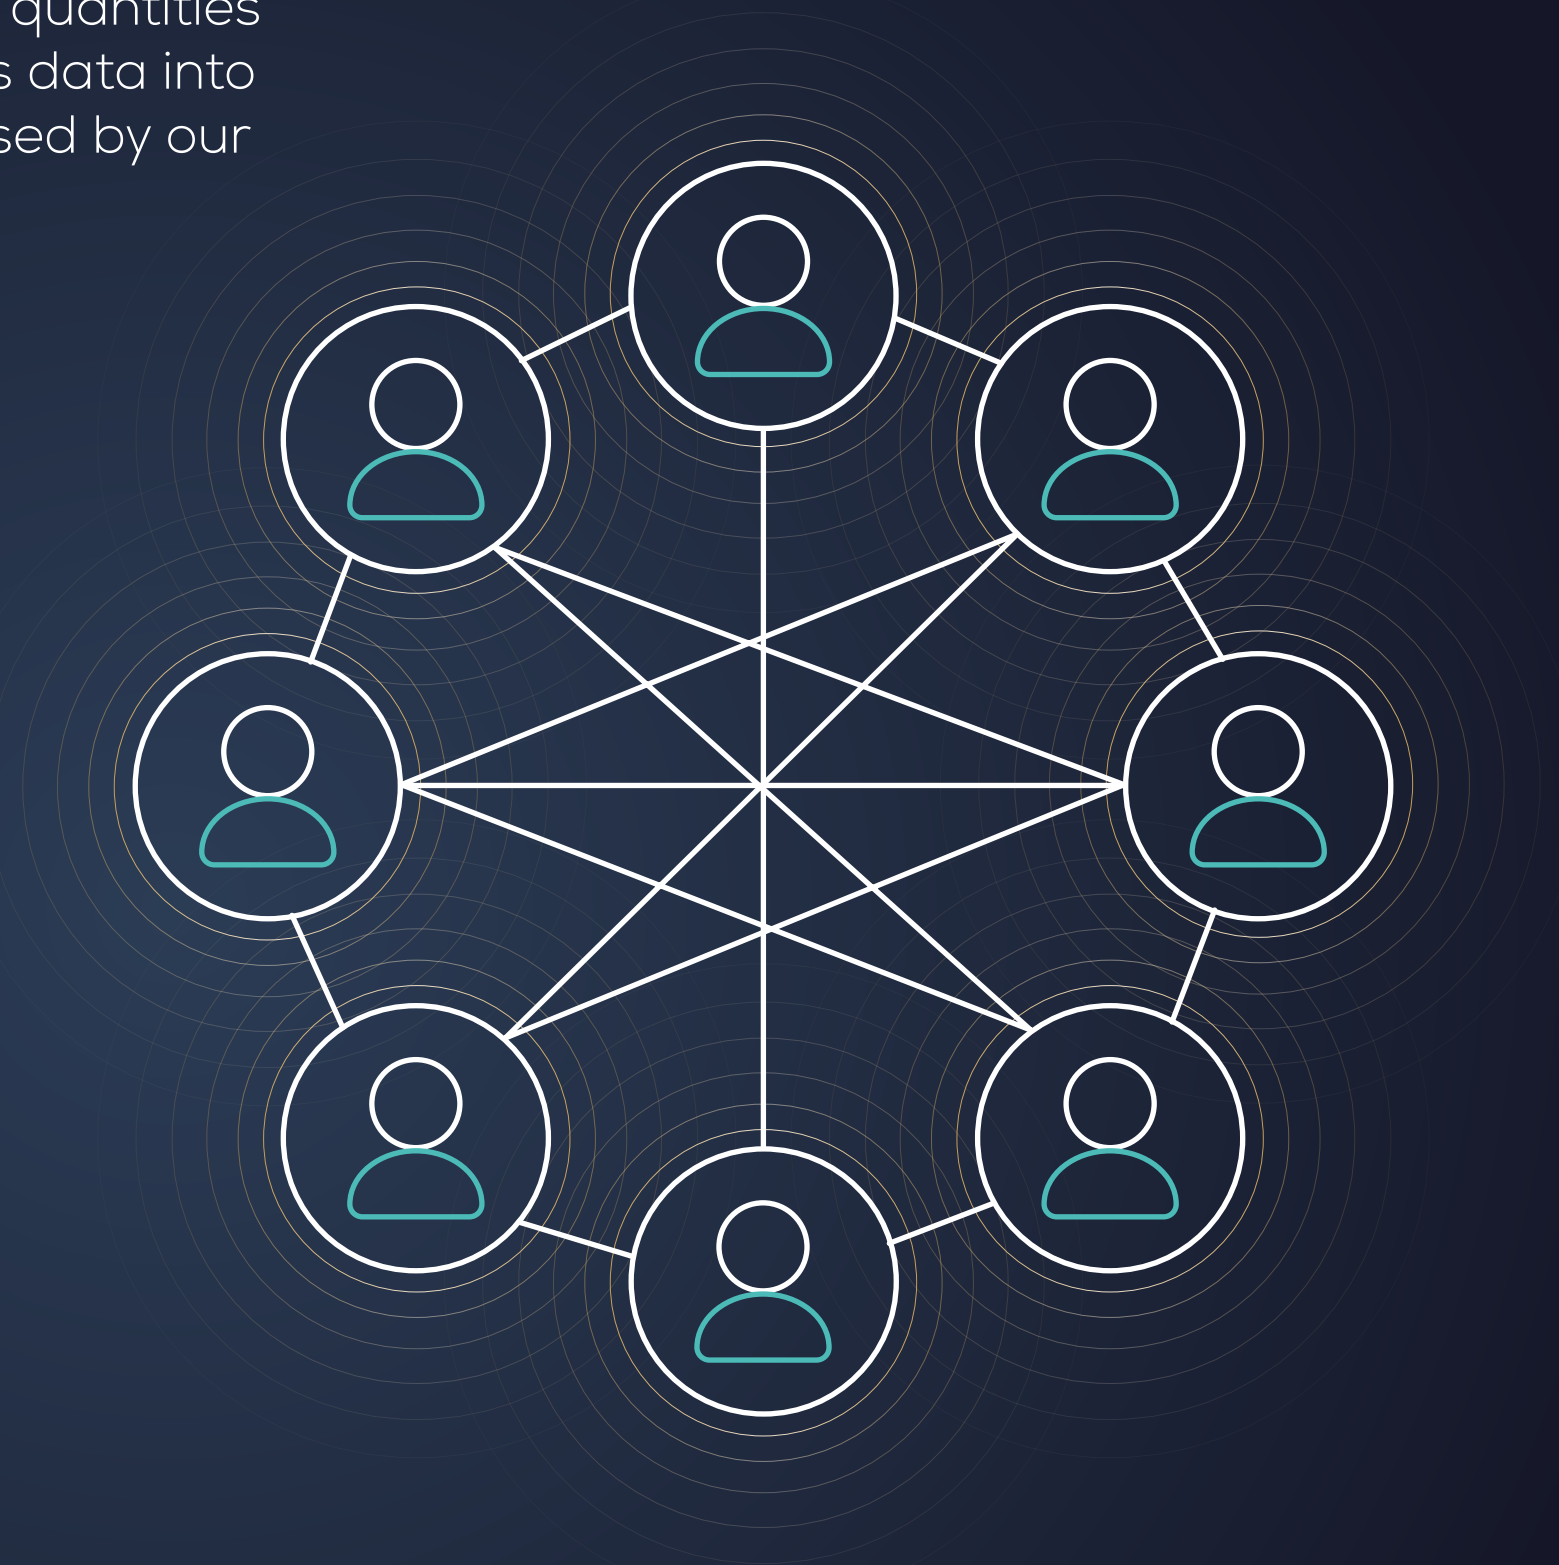 quantities
data into
by our